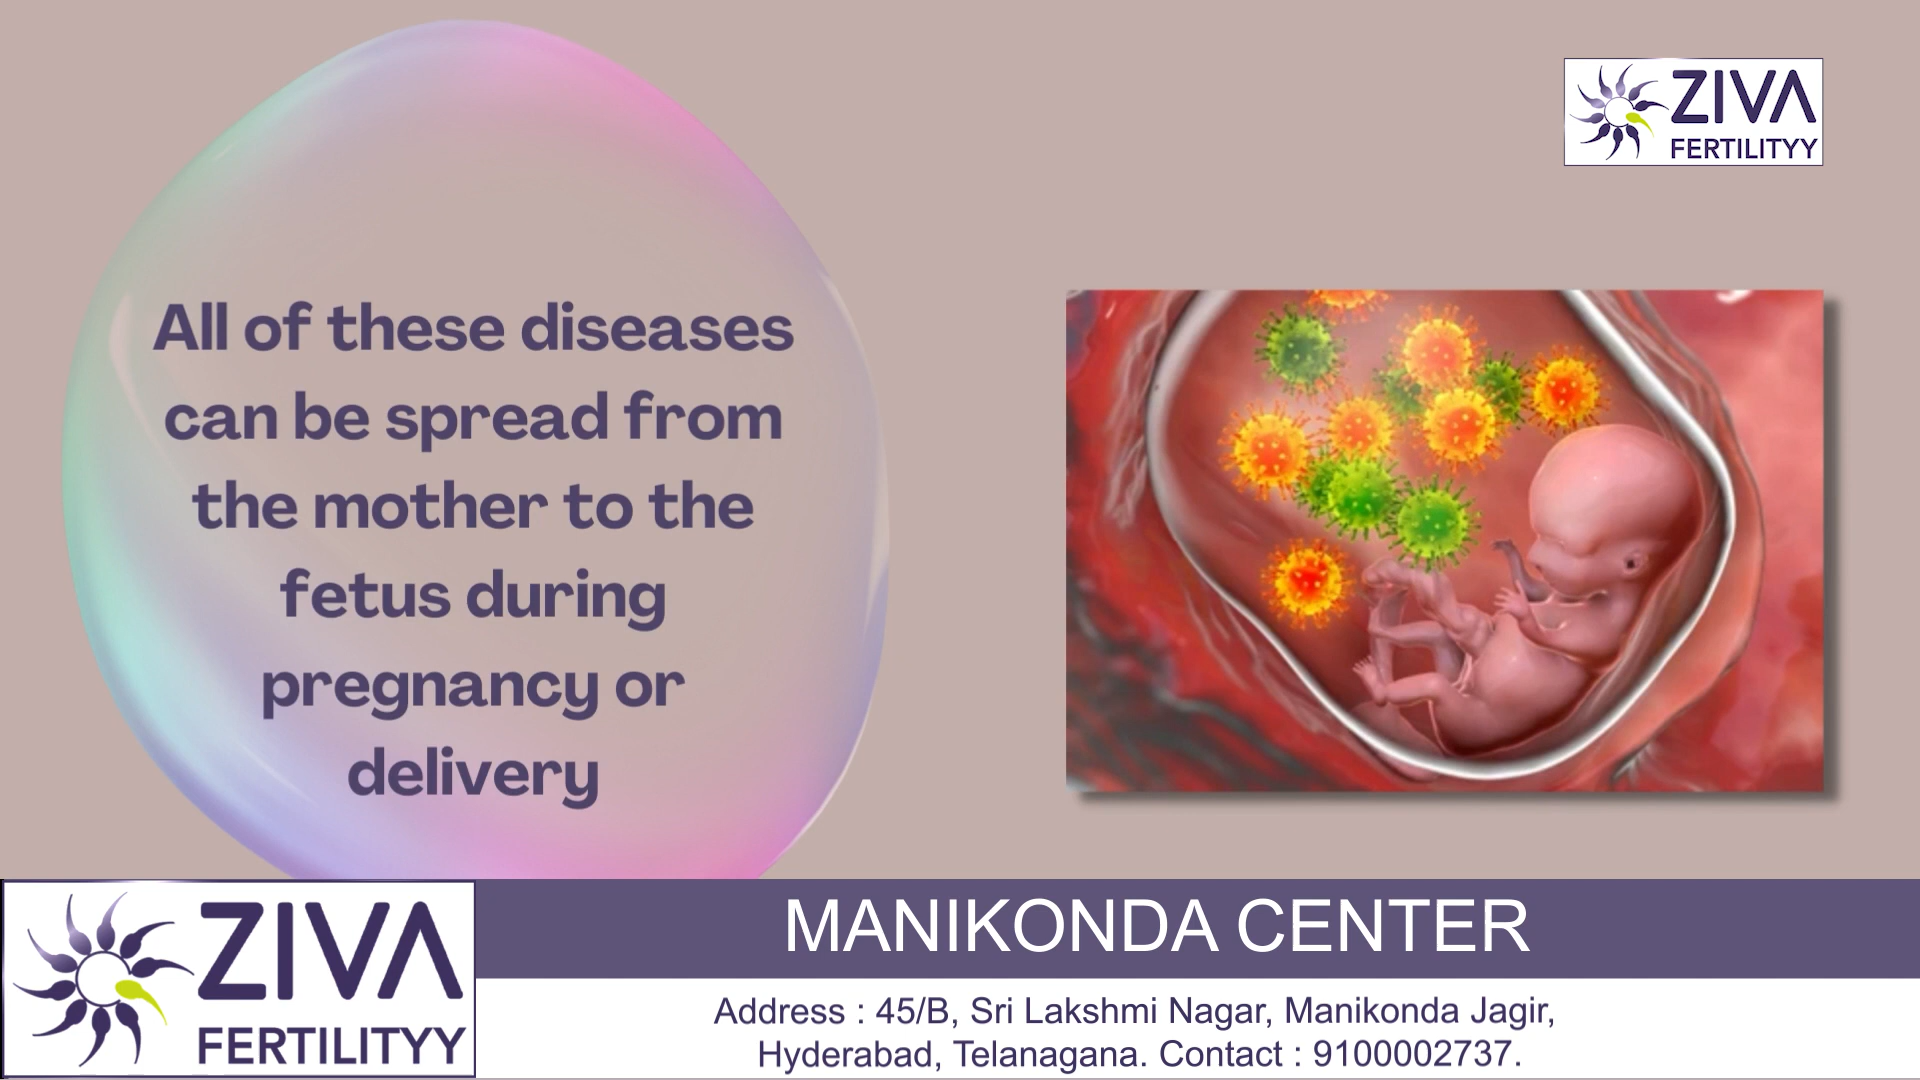 ZIVA
FERTILITYY
All of these diseases
can be spread from
the mother to the
fetus during
pregnancy or
delivery
ZIVA
FERTILITYY
MANIKONDA CENTER
Address : 45/B, Sri Lakshmi Nagar, Manikonda Jagir,
Hyderabad, Telanagana. Contact : 9100002737.